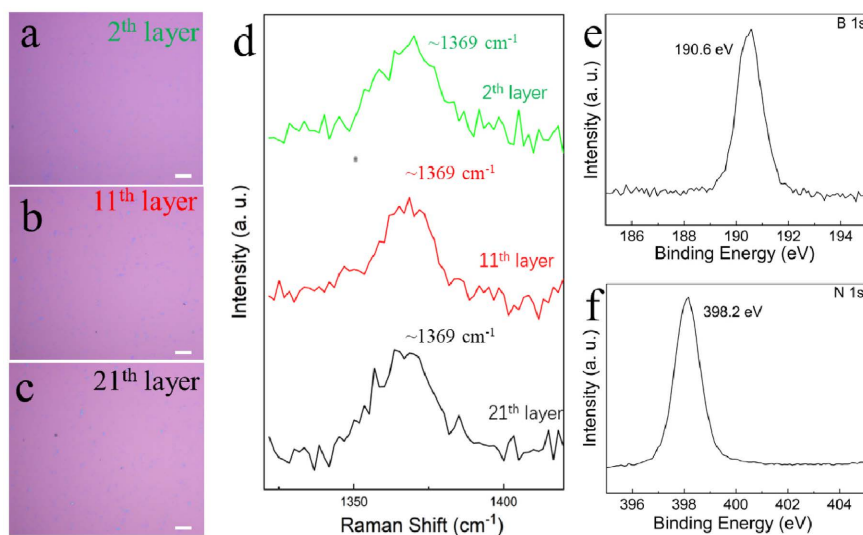 a
2th layer
b
11th layer
c
21th layer
d
~1369 cm-1
2th layer
~1369 cm-1
11th layer
~1369 cm-1
21th layer
Intensity (a. u.)
1350
1400
Raman Shift (cm-1)
e
B 1s
190.6 eV
Intensity (a. u.)
186
188
190
192
194
Binding Energy (eV)
f
N 1s
398.2 eV
Intensity (a. u.)
396
398
400
402
404
Binding Energy (eV)